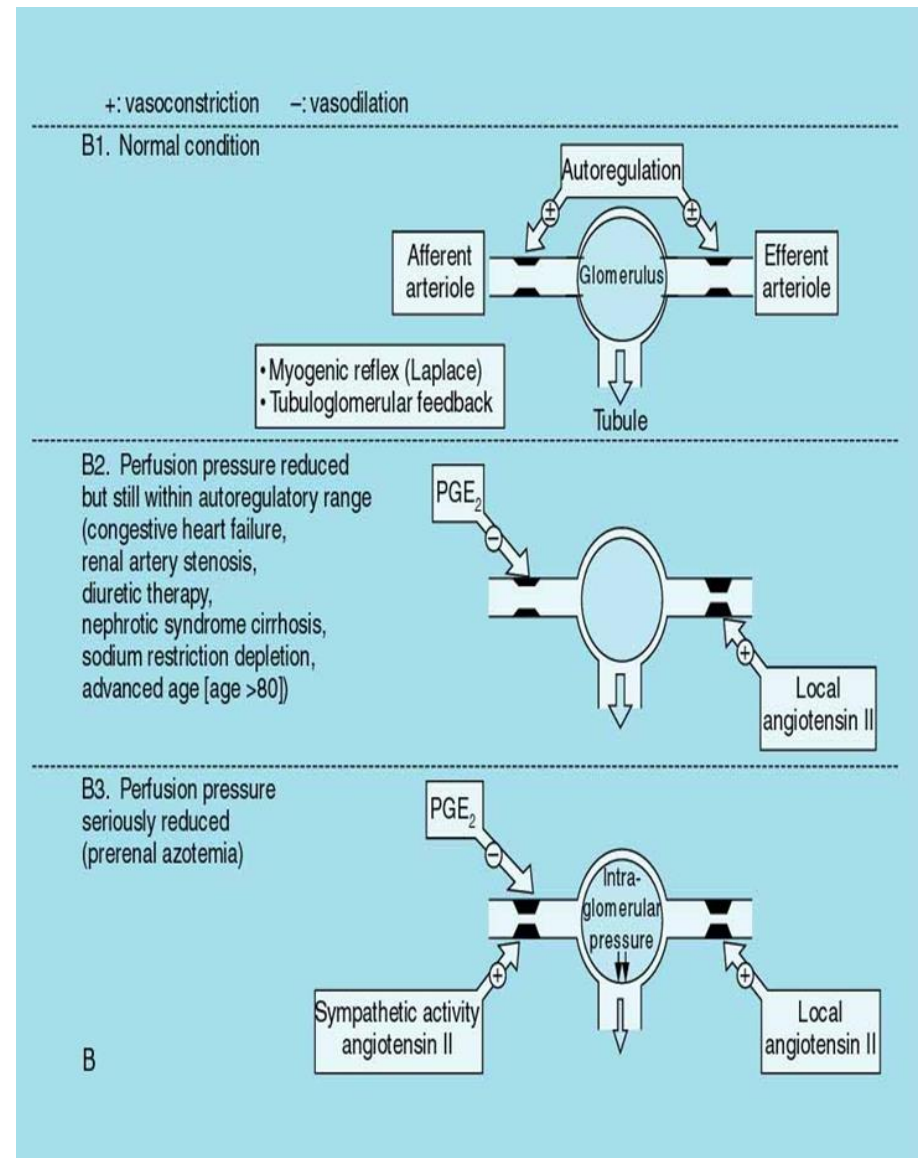 +: vasoconstriction –: vasodilation
B1. Normal condition
Autoregulation
±
±
Afferent
arteriole
Glomerulus
Efferent
arteriole
• Myogenic reflex (Laplace)
• Tubuloglomerular feedback
Tubule
B2. Perfusion pressure reduced
but still within autoregulatory range
(congestive heart failure,
renal artery stenosis,
diuretic therapy,
nephrotic syndrome cirrhosis,
sodium restriction depletion,
advanced age [age >80])
PGE₂
–
+
Local
angiotensin II
B3. Perfusion pressure
seriously reduced
(prerenal azotemia)
PGE₂
–
Intra-
glomerular
pressure
+
+
Sympathetic activity
angiotensin II
Local
angiotensin II
B